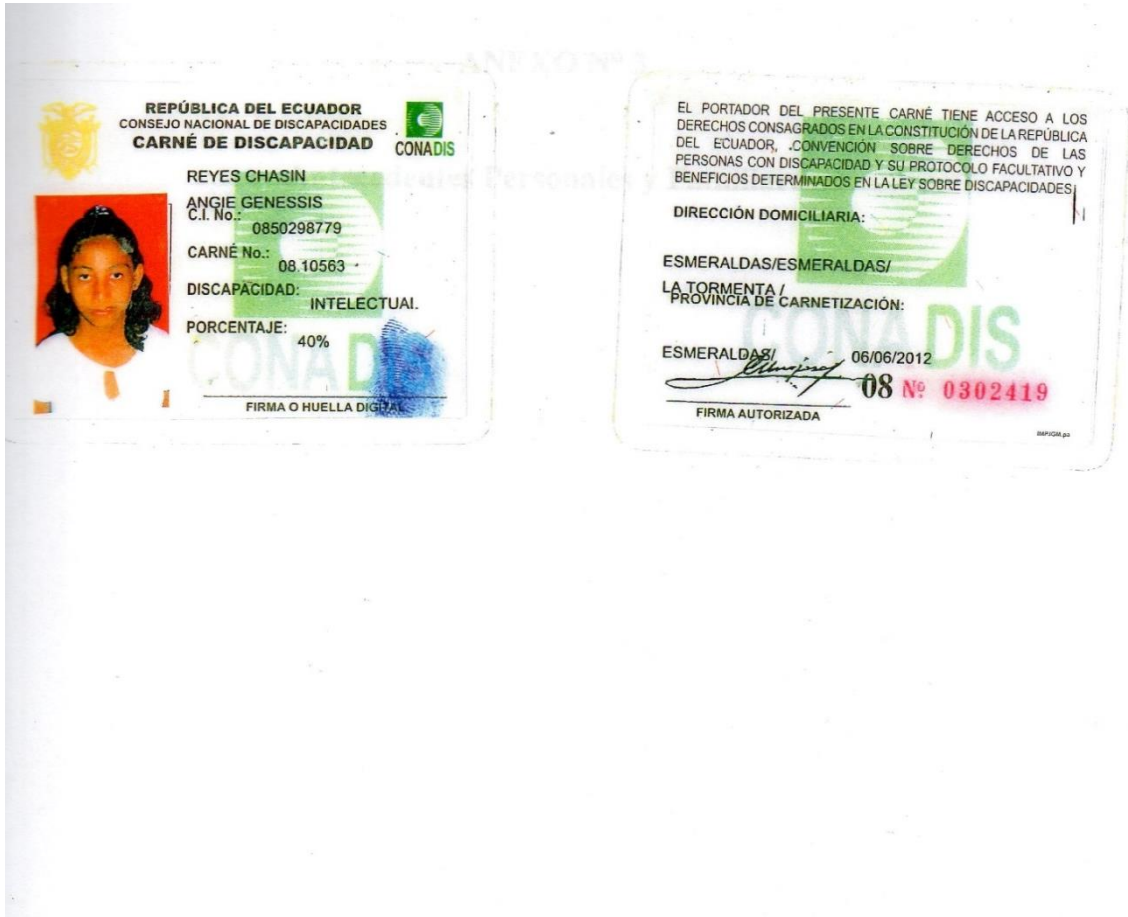 ANEXO Nº
REPÚBLICA DEL ECUADOR
CONSEJO NACIONAL DE DISCAPACIDADES
CARNÉ DE DISCAPACIDAD
CONADIS
REYES CHASIN
ANGIE GENESSIS
C.I. No.:
0850298779
CARNÉ No.:
08.10563
DISCAPACIDAD:
INTELECTUAL
PORCENTAJE:
40%
CONAD
FIRMA O HUELLA DIGITAL
Personales y
EL PORTADOR DEL PRESENTE CARNÉ TIENE ACCESO A LOS
DERECHOS CONSAGRADOS EN LA CONSTITUCIÓN DE LA REPÚBLICA
DEL ECUADOR, CONVENCIÓN SOBRE DERECHOS DE LAS
PERSONAS CON DISCAPACIDAD Y SU PROTOCOLO FACULTATIVO Y
BENEFICIOS DETERMINADOS EN LA LEY SOBRE DISCAPACIDADES
DIRECCIÓN DOMICILIARIA:
ESMERALDAS/ESMERALDAS/
LA TORMENTA /
PROVINCIA DE CARNETIZACIÓN:
CONADIS
ESMERALDAS/ 06/06/2012
08 Nº 0302419
FIRMA AUTORIZADA